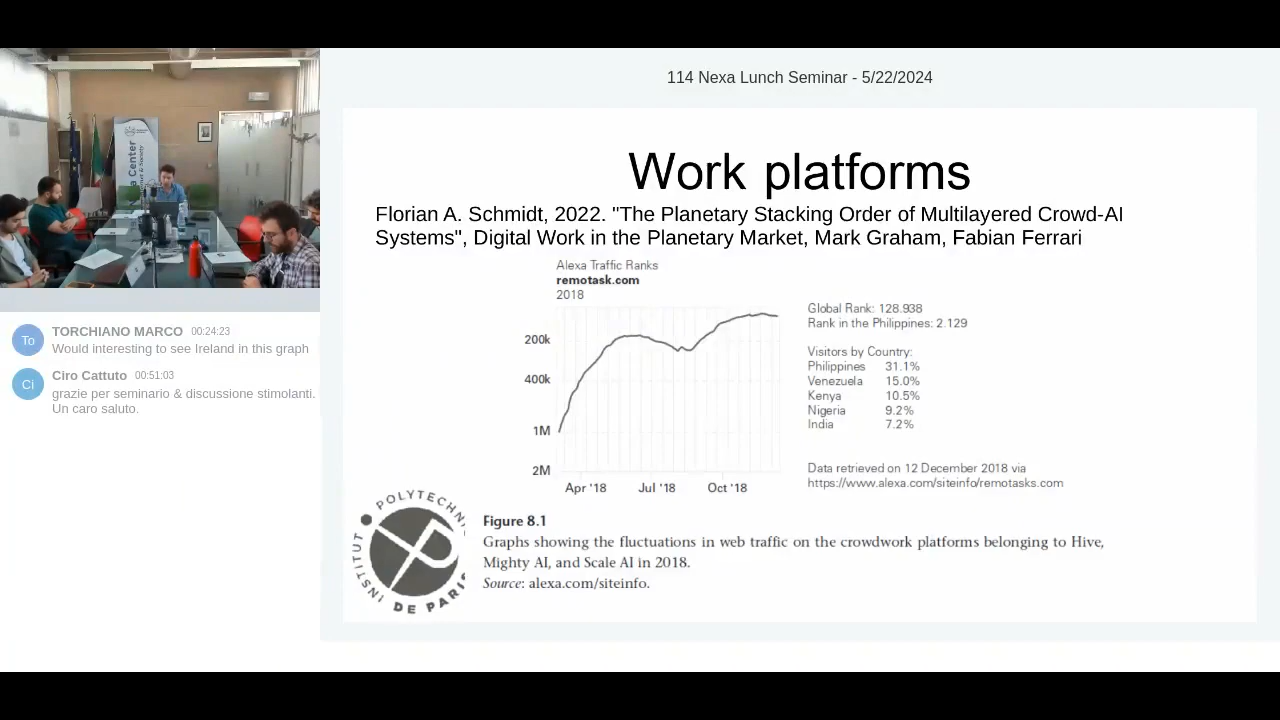 114 Nexa Lunch Seminar - 5/22/2024
To
TORCHIANO MARCO 00:24:23
Would interesting to see Ireland in this graph
Ci
Ciro Cattuto 00:51:03
grazie per seminario & discussione stimolanti.
Un caro saluto.
Work platforms
Florian A. Schmidt, 2022. "The Planetary Stacking Order of Multilayered Crowd-AI
Systems", Digital Work in the Planetary Market, Mark Graham, Fabian Ferrari
Alexa Traffic Ranks
remotask.com
2018
200k
400k
1M
2M
Apr '18 Jul '18 Oct '18
Global Rank: 128.938
Rank in the Philippines: 2.129
Visitors by Country:
Philippines 31.1%
Venezuela 15.0%
Kenya 10.5%
Nigeria 9.2%
India 7.2%
Data retrieved on 12 December 2018 via
https://www.alexa.com/siteinfo/remotasks.com
Figure 8.1
Graphs showing the fluctuations in web traffic on the crowdwork platforms belonging to Hive,
Mighty AI, and Scale AI in 2018.
Source: alexa.com/siteinfo.
INSTITUT
POLYTECHNI
DE PARI